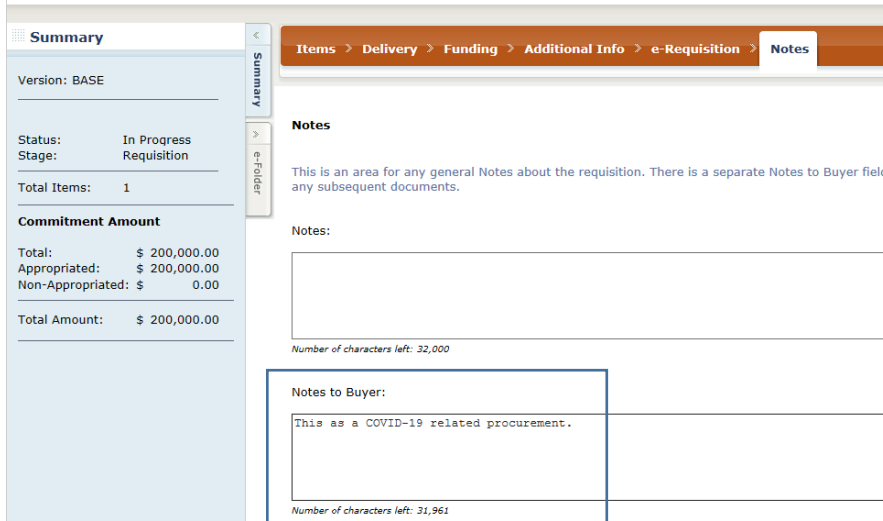 Summary
Version: BASE
Status: In Progress
Stage: Requisition
Total Items: 1
Commitment Amount
Total: $ 200,000.00
Appropriated: $ 200,000.00
Non-Appropriated: $ 0.00
Total Amount: $ 200,000.00
< Summary
> e-Folder
Items > Delivery > Funding > Additional Info > e-Requisition > Notes
Notes
This is an area for any general Notes about the requisition. There is a separate Notes to Buyer
any subsequent documents.
Notes:
Number of characters left: 32,000
Notes to Buyer:
This as a COVID-19 related procurement.
Number of characters left: 31,961